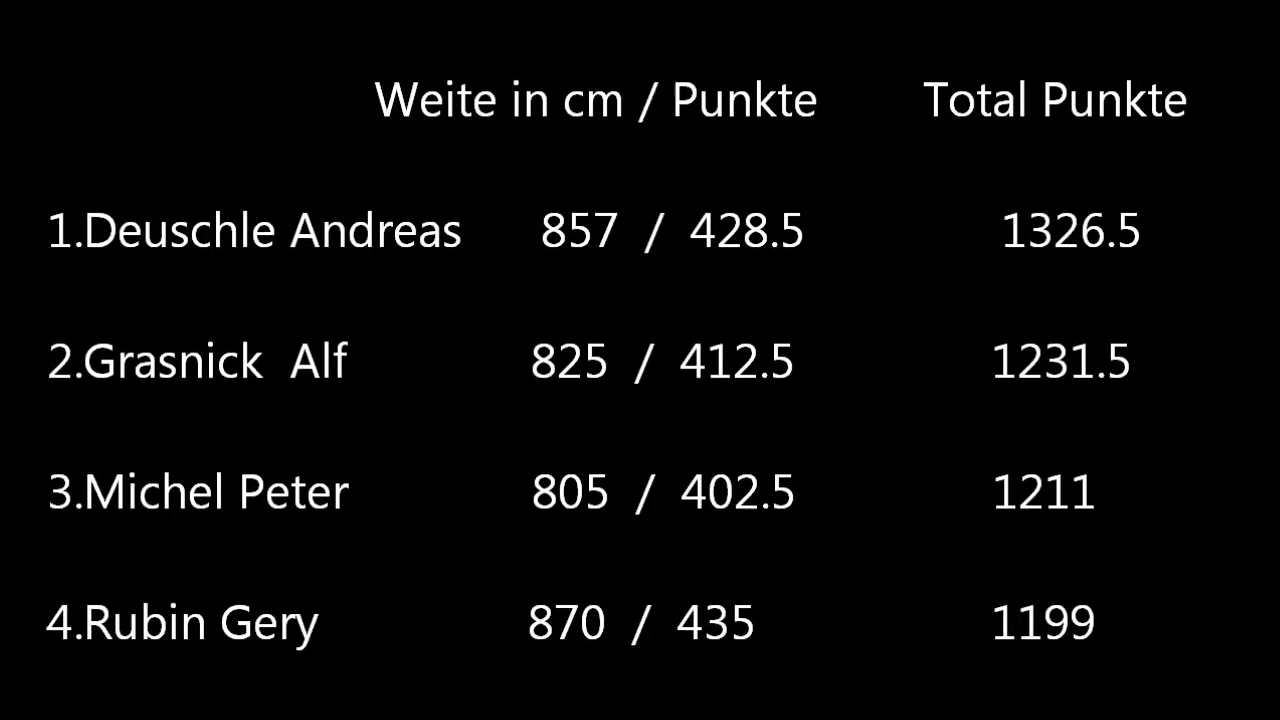 Weite in cm / Punkte Total Punkte
1.Deuschle Andreas 857 / 428.5 1326.5
2.Grasnick Alf 825 / 412.5 1231.5
3.Michel Peter 805 / 402.5 1211
4.Rubin Gery 870 / 435 1199